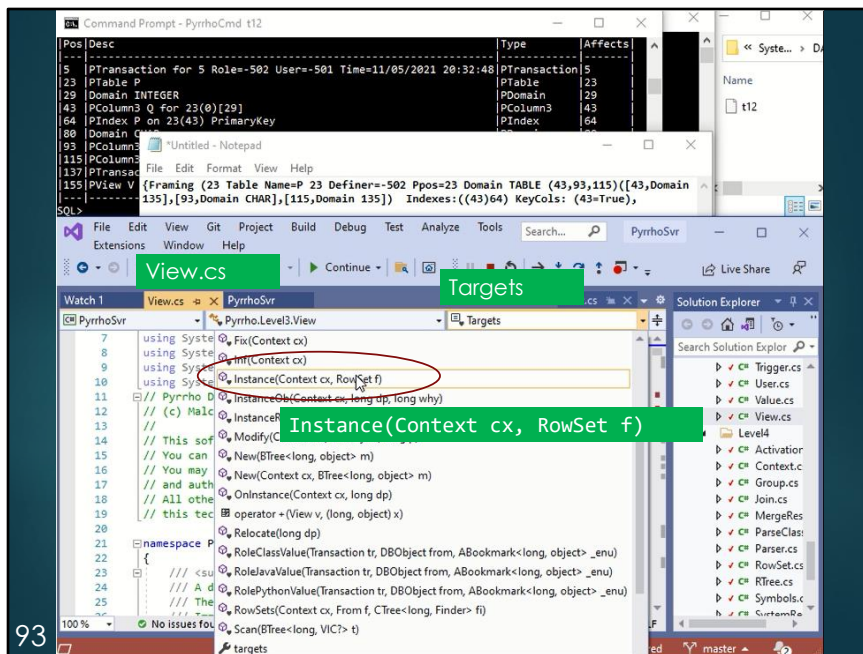 Command Prompt - PyrrhoCmd t12
|Pos|Desc |Type |Affects|
|5 |PTransaction for 5 Role=-502 User=-501 Time=11/05/2021 20:32:48|PTransaction|5
|23 |PTable P |PTable |23
|29 |Domain INTEGER |PDomain |29
|43 |PColumn3 Q for 23(0)[29] |PColumn3 |43
|64 |PIndex P on 23(43) PrimaryKey |PIndex |64
|80 |Domain
|93 |PColumn3
|115|PColumn3
|137|PTransac
|155|PView V
SQL>
« Syste... >
Name
t12
*Untitled - Notepad
File Edit Format View Help
{Framing (23 Table Name=P 23 Definer=-502 Ppos=23 Domain TABLE (43,93,115)([43,Domain
135],[93,Domain CHAR],[115,Domain 135]) Indexes:((43)64) KeyCols: (43=True),
File Edit View Git Project Build Debug Test Analyze Tools Search... PyrrhoSvr
Extensions Window Help
View.cs
Continue
Live Share
Targets
Watch 1 View.cs PyrrhoSvr .cs Solution Explorer
PyrrhoSvr Pyrrho.Level3.View Targets
Search Solution Explor
7 using Syste
8 using Syste
9 using Syste
10 using Syste
11 // Pyrrho D
12 // (c) Malc
13 //
14 // This sof
15 // You can
16 // You may
17 // and auth
18 // All othe
19 // this tec
20
21 namespace P
22 {
23 /// <su
24 /// A d
25 /// The
Fix(Context cx)
Inf(Context cx)
Instance(Context cx, RowSet f)
InstanceOb(Context cx, long dp, long why)
InstanceR
Modify(C
New(BTree<long, object> m)
New(Context cx, BTree<long, object> m)
OnInstance(Context cx, long dp)
operator +(View v, (long, object) x)
Relocate(long dp)
RoleClassValue(Transaction tr, DBObject from, ABookmark<long, object> _enu)
RoleJavaValue(Transaction tr, DBObject from, ABookmark<long, object> _enu)
RolePythonValue(Transaction tr, DBObject from, ABookmark<long, object> _enu)
RowSets(Context cx, From f, CTree<long, Finder> fi)
Scan(BTree<long, VIC?> t)
targets
Instance(Context cx, RowSet f)
C# Trigger.cs
C# User.cs
C# Value.cs
C# View.cs
Level4
C# Activation
C# Context.c
C# Group.cs
C# Join.cs
C# MergeRes
C# ParseClass
C# Parser.cs
C# RowSet.cs
C# RTree.cs
C# Symbols.c
100 % No issues fou
master
2
93